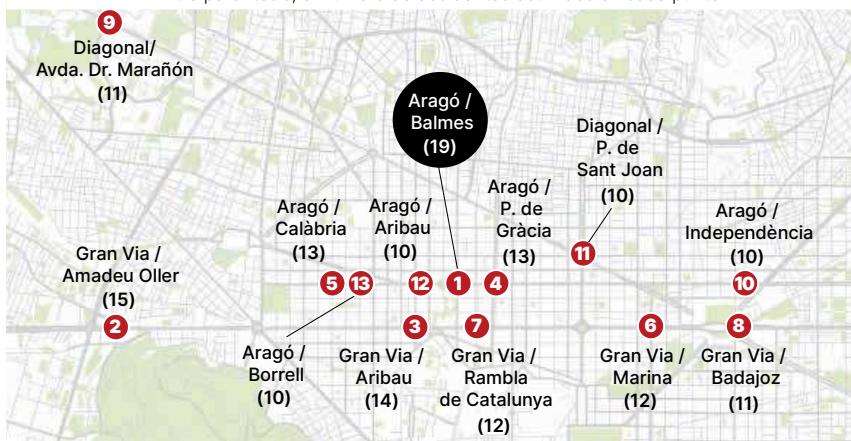 9
Diagonal/
Avda. Dr. Marañón
(11)
Aragó /
Balmes
(19)
Diagonal /
P. de
Sant Joan
(10)
Aragó /
P. de
Gràcia
(13)
Aragó /
Calàbria
(13)
Aragó /
Aribau
(10)
Aragó /
Independència
(10)
Gran Via /
Amadeu Oller
(15)
11
5
13
12
1
4
10
2
3
7
6
8
Aragó /
Borrell
(10)
Gran Via /
Aribau
(14)
Gran Via /
Rambla
de Catalunya
(12)
Gran Via /
Marina
(12)
Gran Via /
Badajoz
(11)